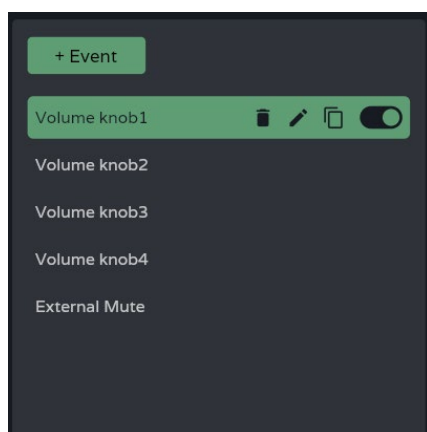 + Event
Volume knob1
Volume knob2
Volume knob3
Volume knob4
External Mute